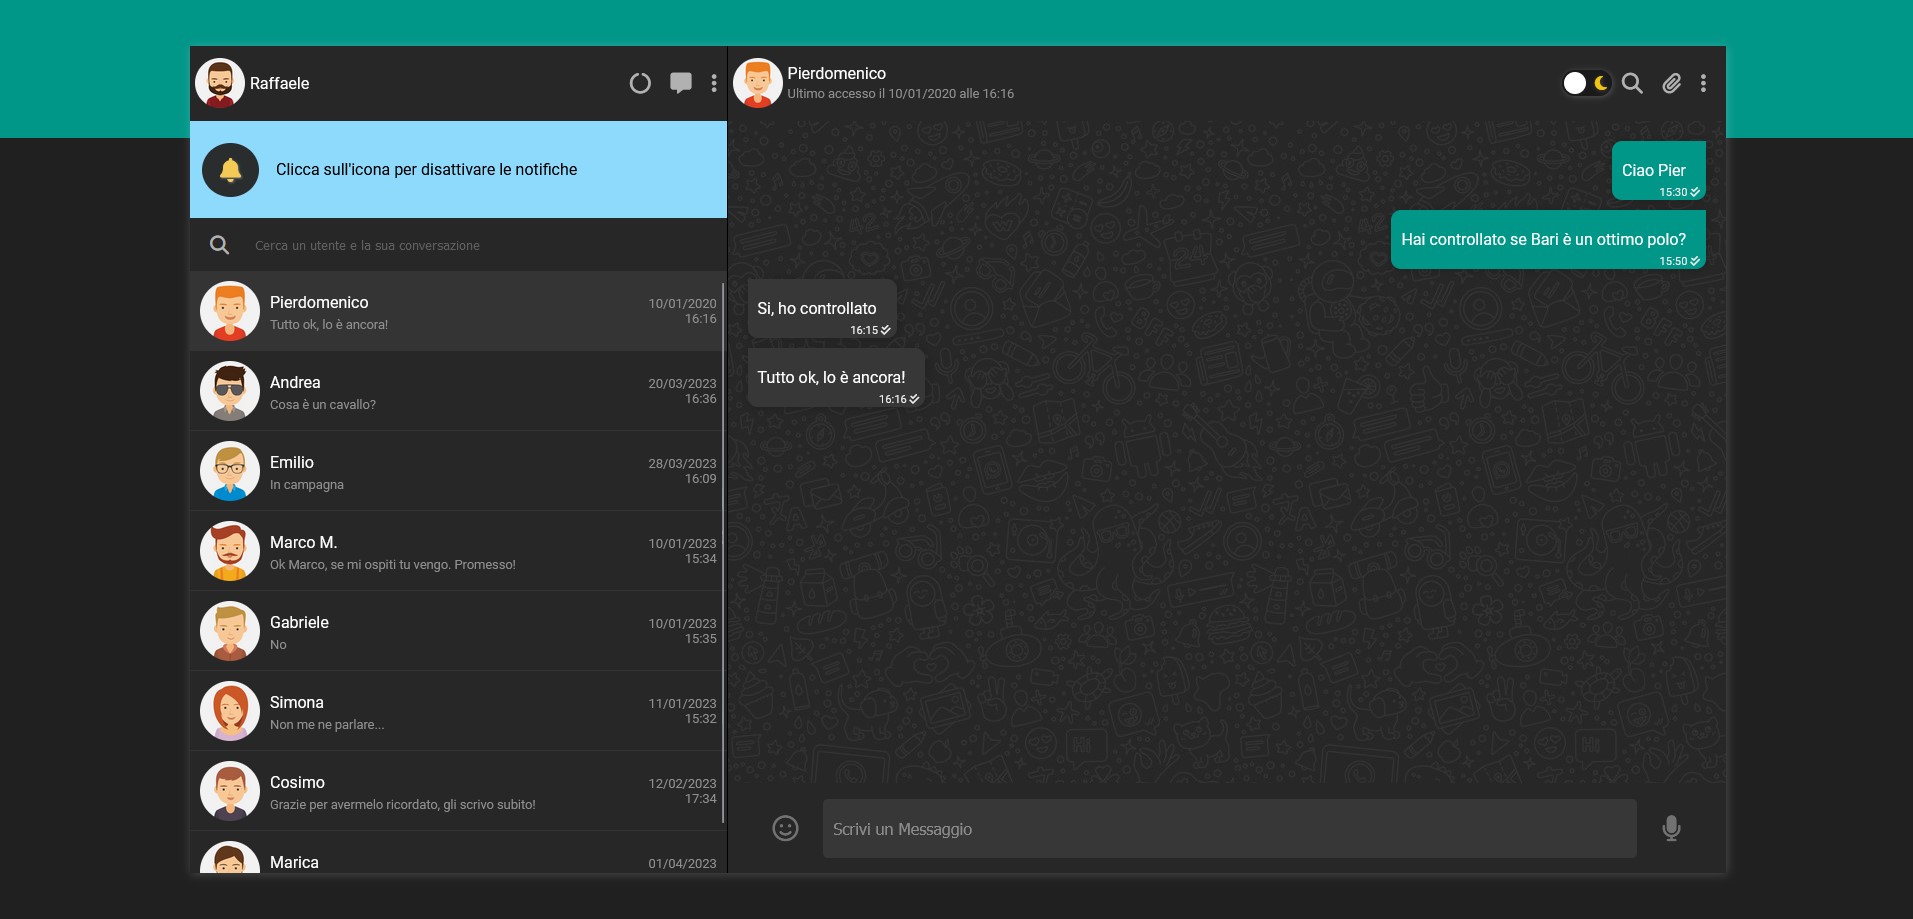 Raffaele
Clicca sull'icona per disattivare le notifiche
Cerca un utente e la sua conversazione
Pierdomenico
10/01/2020
Tutto ok, lo è ancora!
16:16
Andrea
20/03/2023
Cosa è un cavallo?
16:36
Emilio
28/03/2023
In campagna
16:09
Marco M.
10/01/2023
Ok Marco, se mi ospiti tu vengo. Promesso!
15:34
Gabriele
10/01/2023
No
15:35
Simona
11/01/2023
Non me ne parlare...
15:32
Cosimo
12/02/2023
Grazie per avermelo ricordato, gli scrivo subito!
17:34
Marica
01/04/2023
Pierdomenico
Ultimo accesso il 10/01/2020 alle 16:16
Ciao Pier
15:30
Hai controllato se Bari è un ottimo polo?
15:50
Si, ho controllato
16:15
Tutto ok, lo è ancora!
16:16
24
24
Hi
Hi
Scrivi un Messaggio